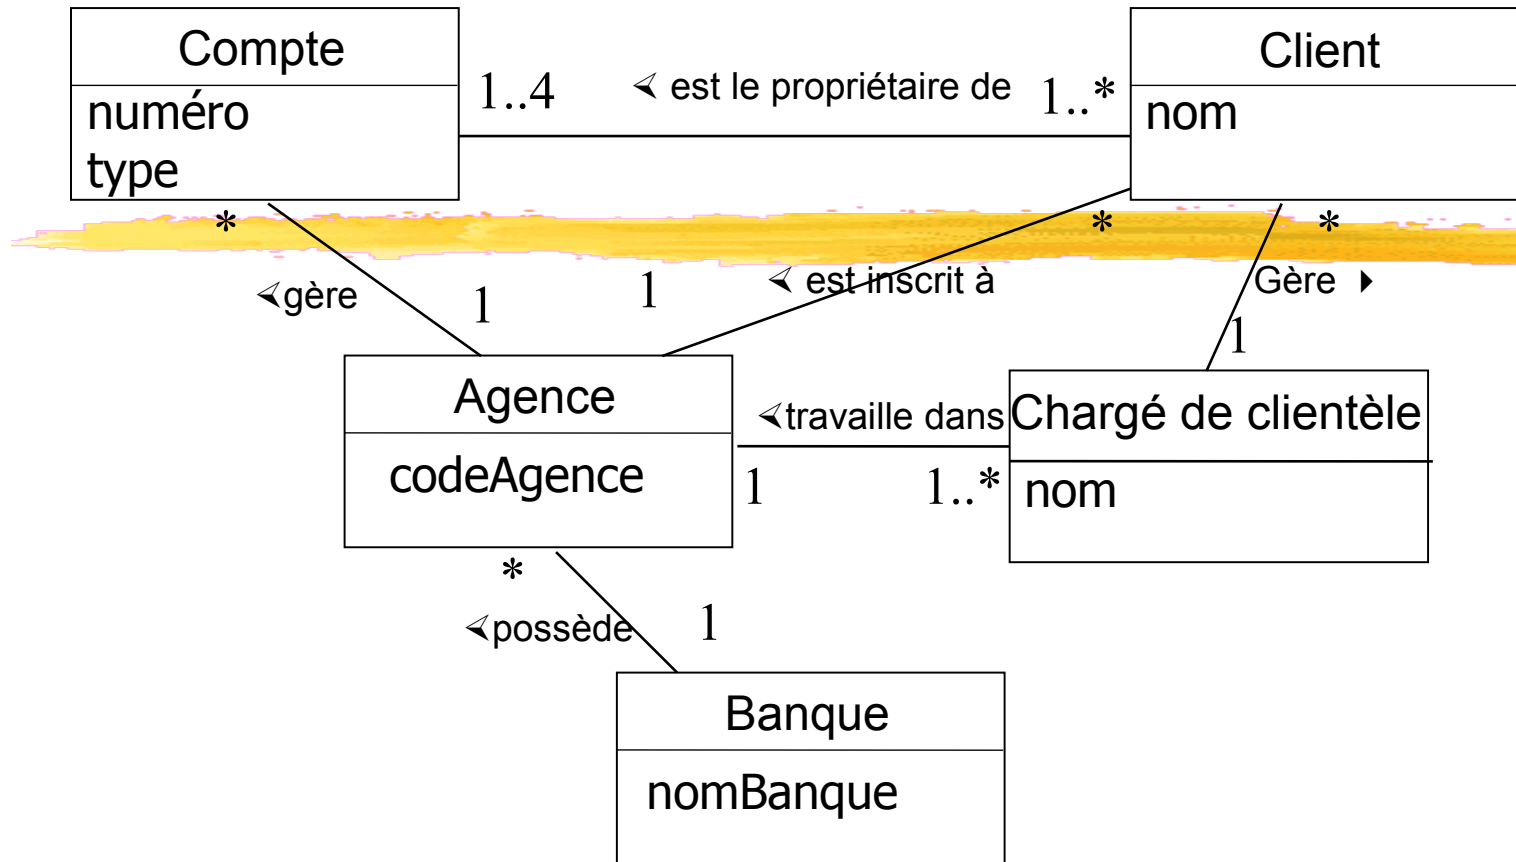 Compte
numéro
type
1..4
⮘ est le propriétaire de
1..*
Client
nom
*
*
*
⮘gère
1
1
⮘ est inscrit à
Gère ▶
1
Agence
codeAgence
⮘travaille dans
1
1..*
Chargé de clientèle
nom
*
⮘possède
1
Banque
nomBanque